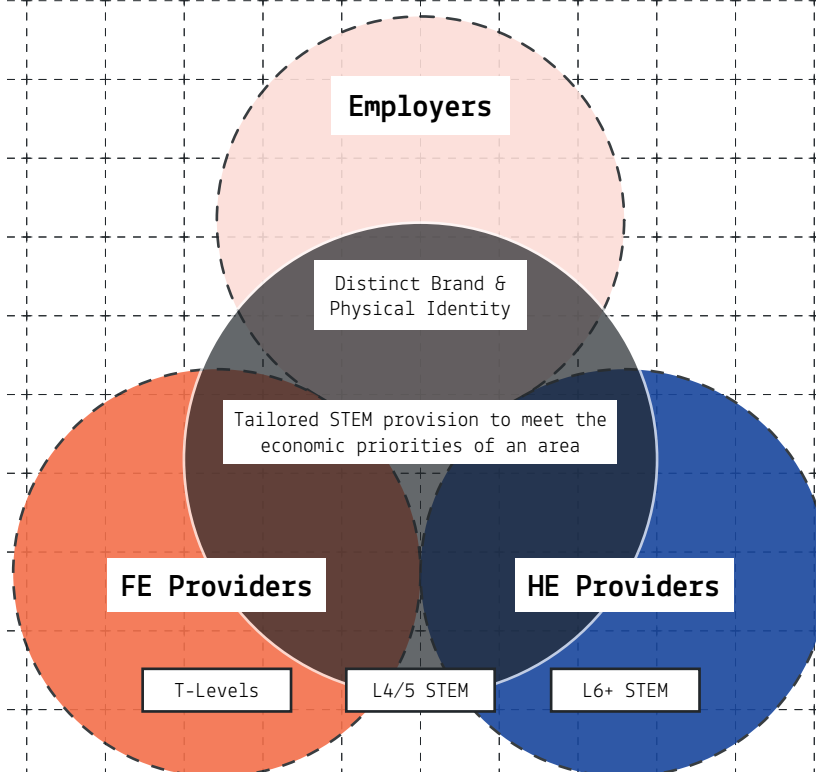 Employers
Distinct Brand &
Physical Identity
Tailored STEM provision to meet the
economic priorities of an area
FE Providers
HE Providers
T-Levels
L4/5 STEM
L6+ STEM